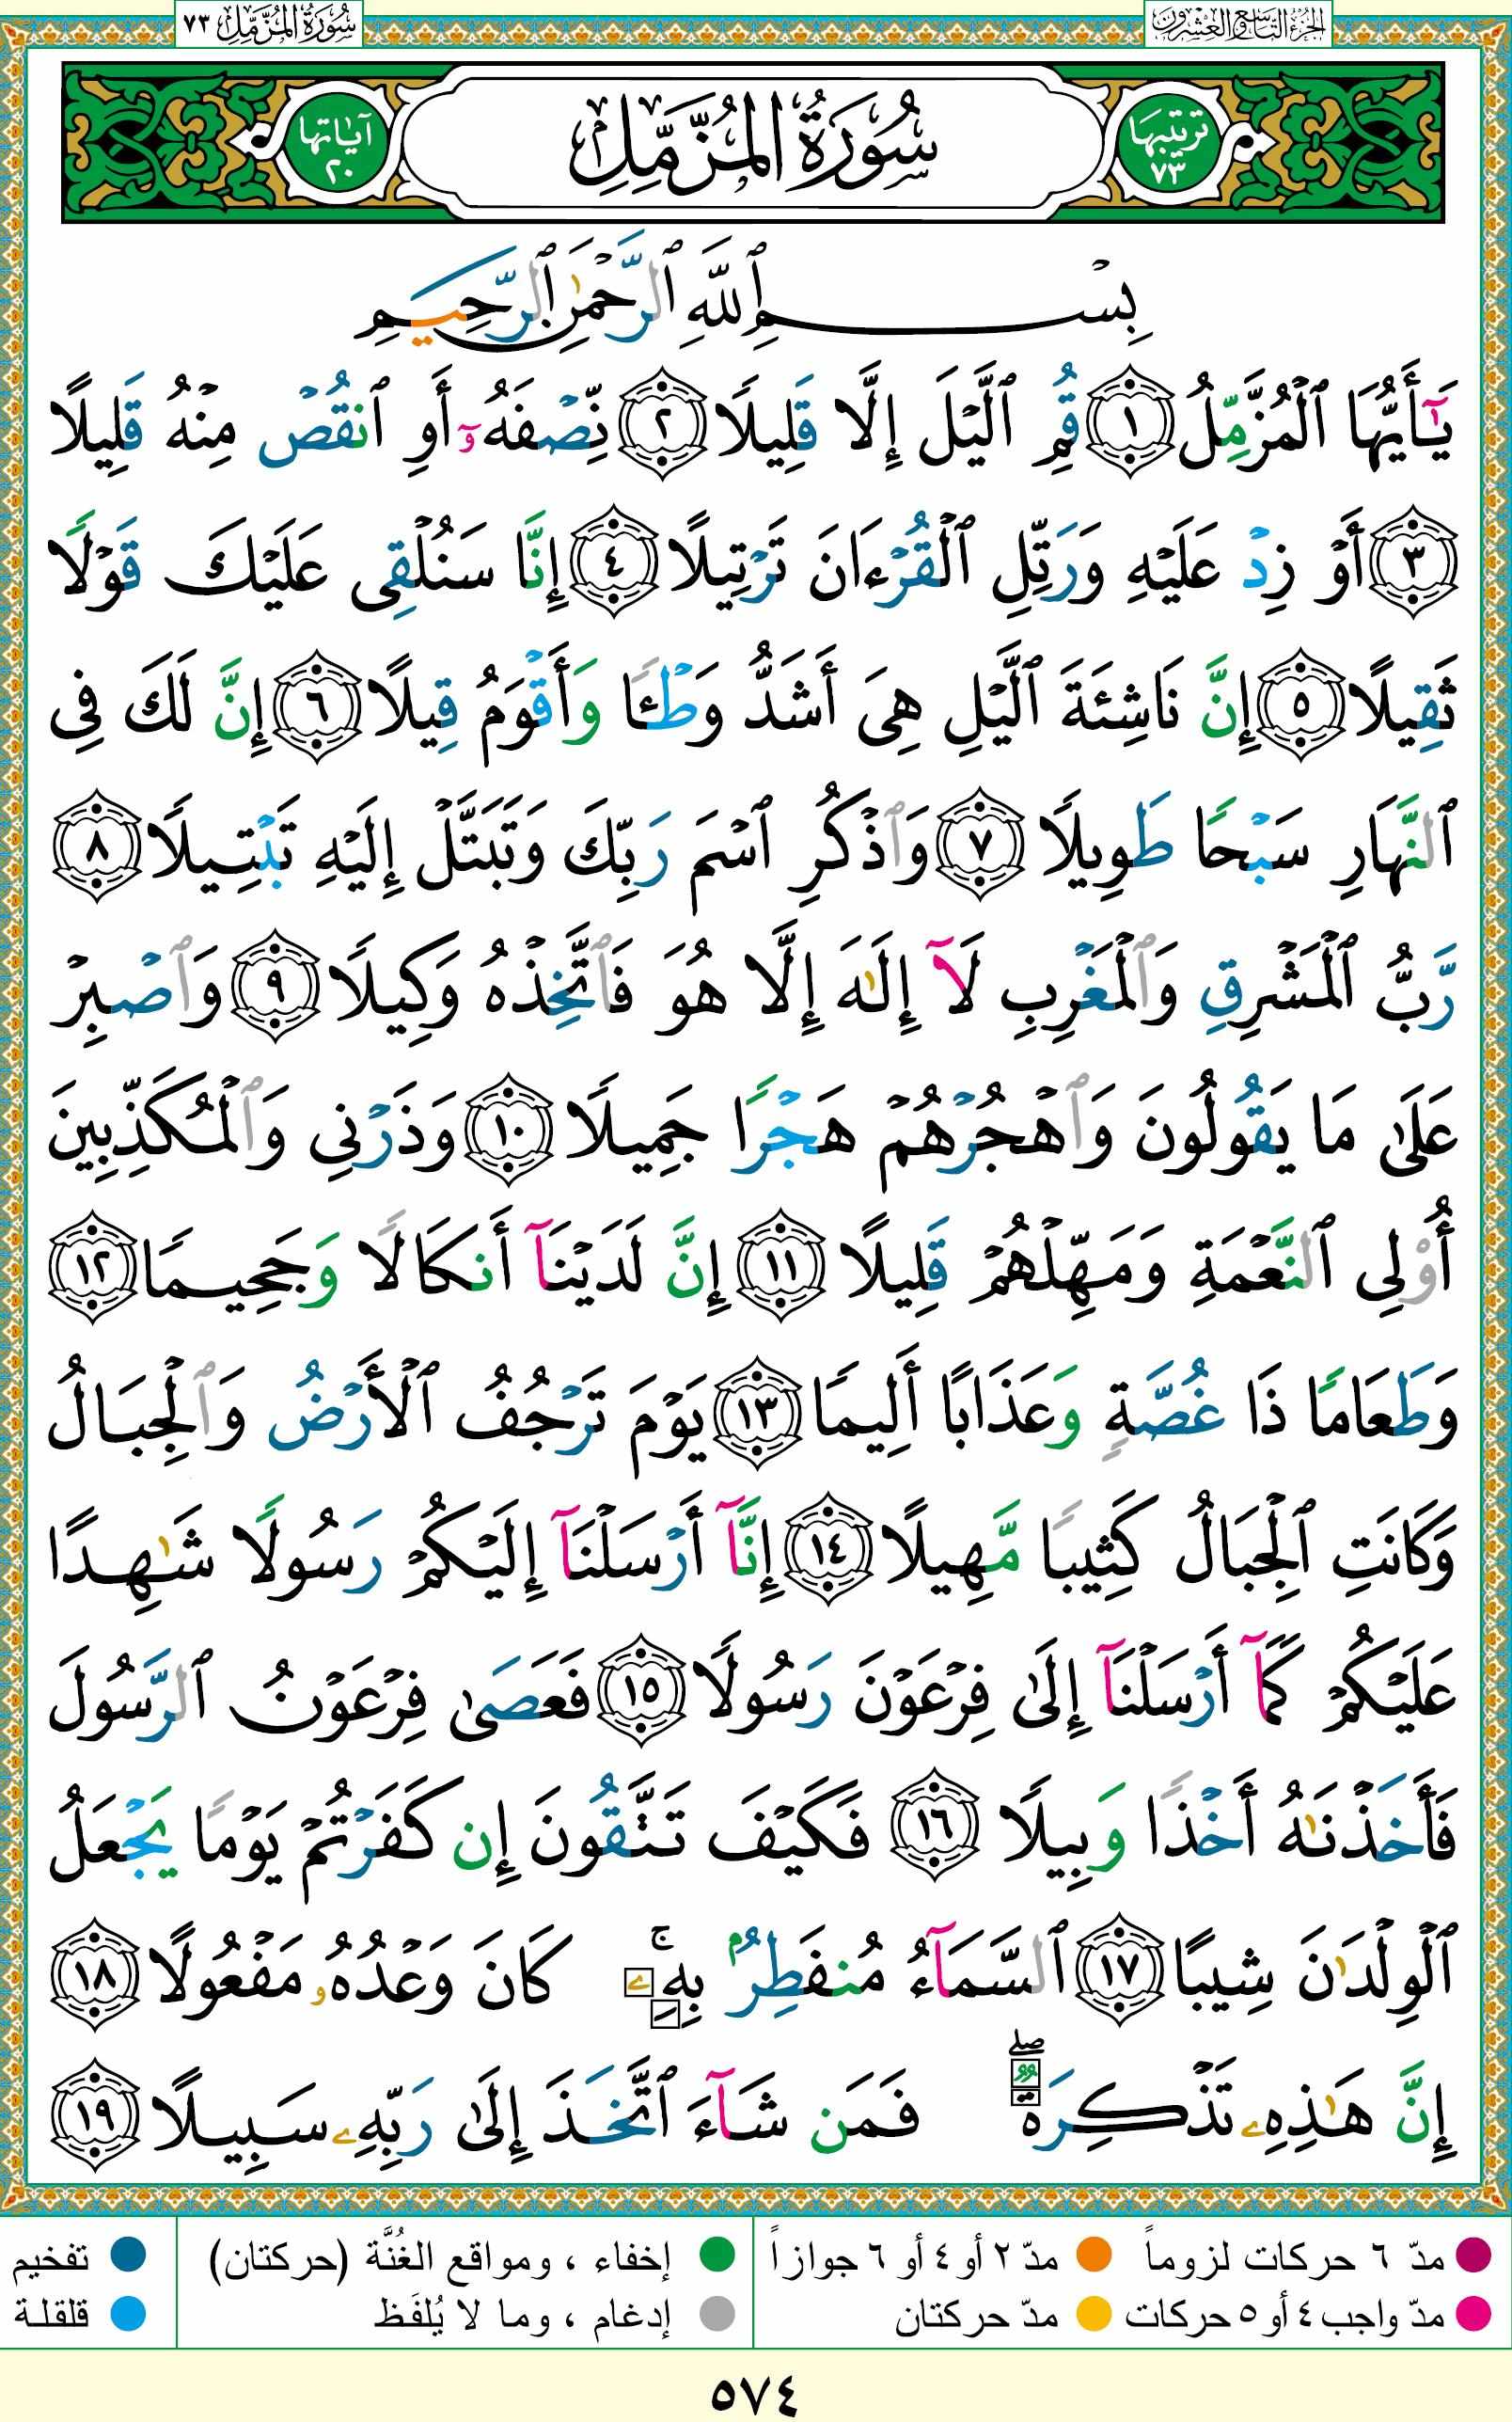 الجزء التاسع والعشرون
سُورَةُ المُزَّمِّلِ ٧٣
ترتيبها ٧٣
سُورَةُ المُزَّمِّلِ
آياتها ٢٠
بِسۡمِ ٱللَّهِ ٱلرَّحۡمَٰنِ ٱلرَّحِيمِ
يَٰٓأَيُّهَا ٱلۡمُزَّمِّلُ ١ قُمِ ٱلَّيۡلَ إِلَّا قَلِيلٗا ٢ نِّصۡفَهُۥٓ أَوِ ٱنقُصۡ مِنۡهُ قَلِيلًا
٣ أَوۡ زِدۡ عَلَيۡهِ وَرَتِّلِ ٱلۡقُرۡءَانَ تَرۡتِيلًا ٤ إِنَّا سَنُلۡقِي عَلَيۡكَ قَوۡلٗا
ثَقِيلًا ٥ إِنَّ نَاشِئَةَ ٱلَّيۡلِ هِيَ أَشَدُّ وَطۡـٔٗا وَأَقۡوَمُ قِيلًا ٦ إِنَّ لَكَ فِي
ٱلنَّهَارِ سَبۡحٗا طَوِيلٗا ٧ وَٱذۡكُرِ ٱسۡمَ رَبِّكَ وَتَبَتَّلۡ إِلَيۡهِ تَبۡتِيلٗا ٨
رَّبُّ ٱلۡمَشۡرِقِ وَٱلۡمَغۡرِبِ لَآ إِلَٰهَ إِلَّا هُوَ فَٱتَّخِذۡهُ وَكِيلٗا ٩ وَٱصۡبِرۡ
عَلَىٰ مَا يَقُولُونَ وَٱهۡجُرۡهُمۡ هَجۡرٗا جَمِيلٗا ١٠ وَذَرۡنِي وَٱلۡمُكَذِّبِينَ
أُوْلِي ٱلنَّعۡمَةِ وَمَهِّلۡهُمۡ قَلِيلًا ١١ إِنَّ لَدَيۡنَآ أَنكَالٗا وَجَحِيمٗا ١٢
وَطَعَامٗا ذَا غُصَّةٖ وَعَذَابًا أَلِيمٗا ١٣ يَوۡمَ تَرۡجُفُ ٱلۡأَرۡضُ وَٱلۡجِبَالُ
وَكَانَتِ ٱلۡجِبَالُ كَثِيبٗا مَّهِيلًا ١٤ إِنَّآ أَرۡسَلۡنَآ إِلَيۡكُمۡ رَسُولٗا شَٰهِدًا
عَلَيۡكُمۡ كَمَآ أَرۡسَلۡنَآ إِلَىٰ فِرۡعَوۡنَ رَسُولٗا ١٥ فَعَصَىٰ فِرۡعَوۡنُ ٱلرَّسُولَ
فَأَخَذۡنَٰهُ أَخۡذٗا وَبِيلٗا ١٦ فَكَيۡفَ تَتَّقُونَ إِن كَفَرۡتُمۡ يَوۡمٗا يَجۡعَلُ
ٱلۡوِلۡدَٰنَ شِيبًا ١٧ ٱلسَّمَآءُ مُنفَطِرُۢ بِهِۦۚ كَانَ وَعۡدُهُۥ مَفۡعُولًا ١٨
إِنَّ هَٰذِهِۦ تَذۡكِرَةٞۖ فَمَن شَآءَ ٱتَّخَذَ إِلَىٰ رَبِّهِۦ سَبِيلًا ١٩
مدّ ٦ حركات لزوماً
مدّ ٢ أو ٤ أو ٦ جوازاً
إخفاء ، ومواقع الغُنَّة (حركتان)
تفخيم
مدّ واجب ٤ أو ٥ حركات
مدّ حركتان
إدغام ، وما لا يُلفَظ
قلقلة
٥٧٤